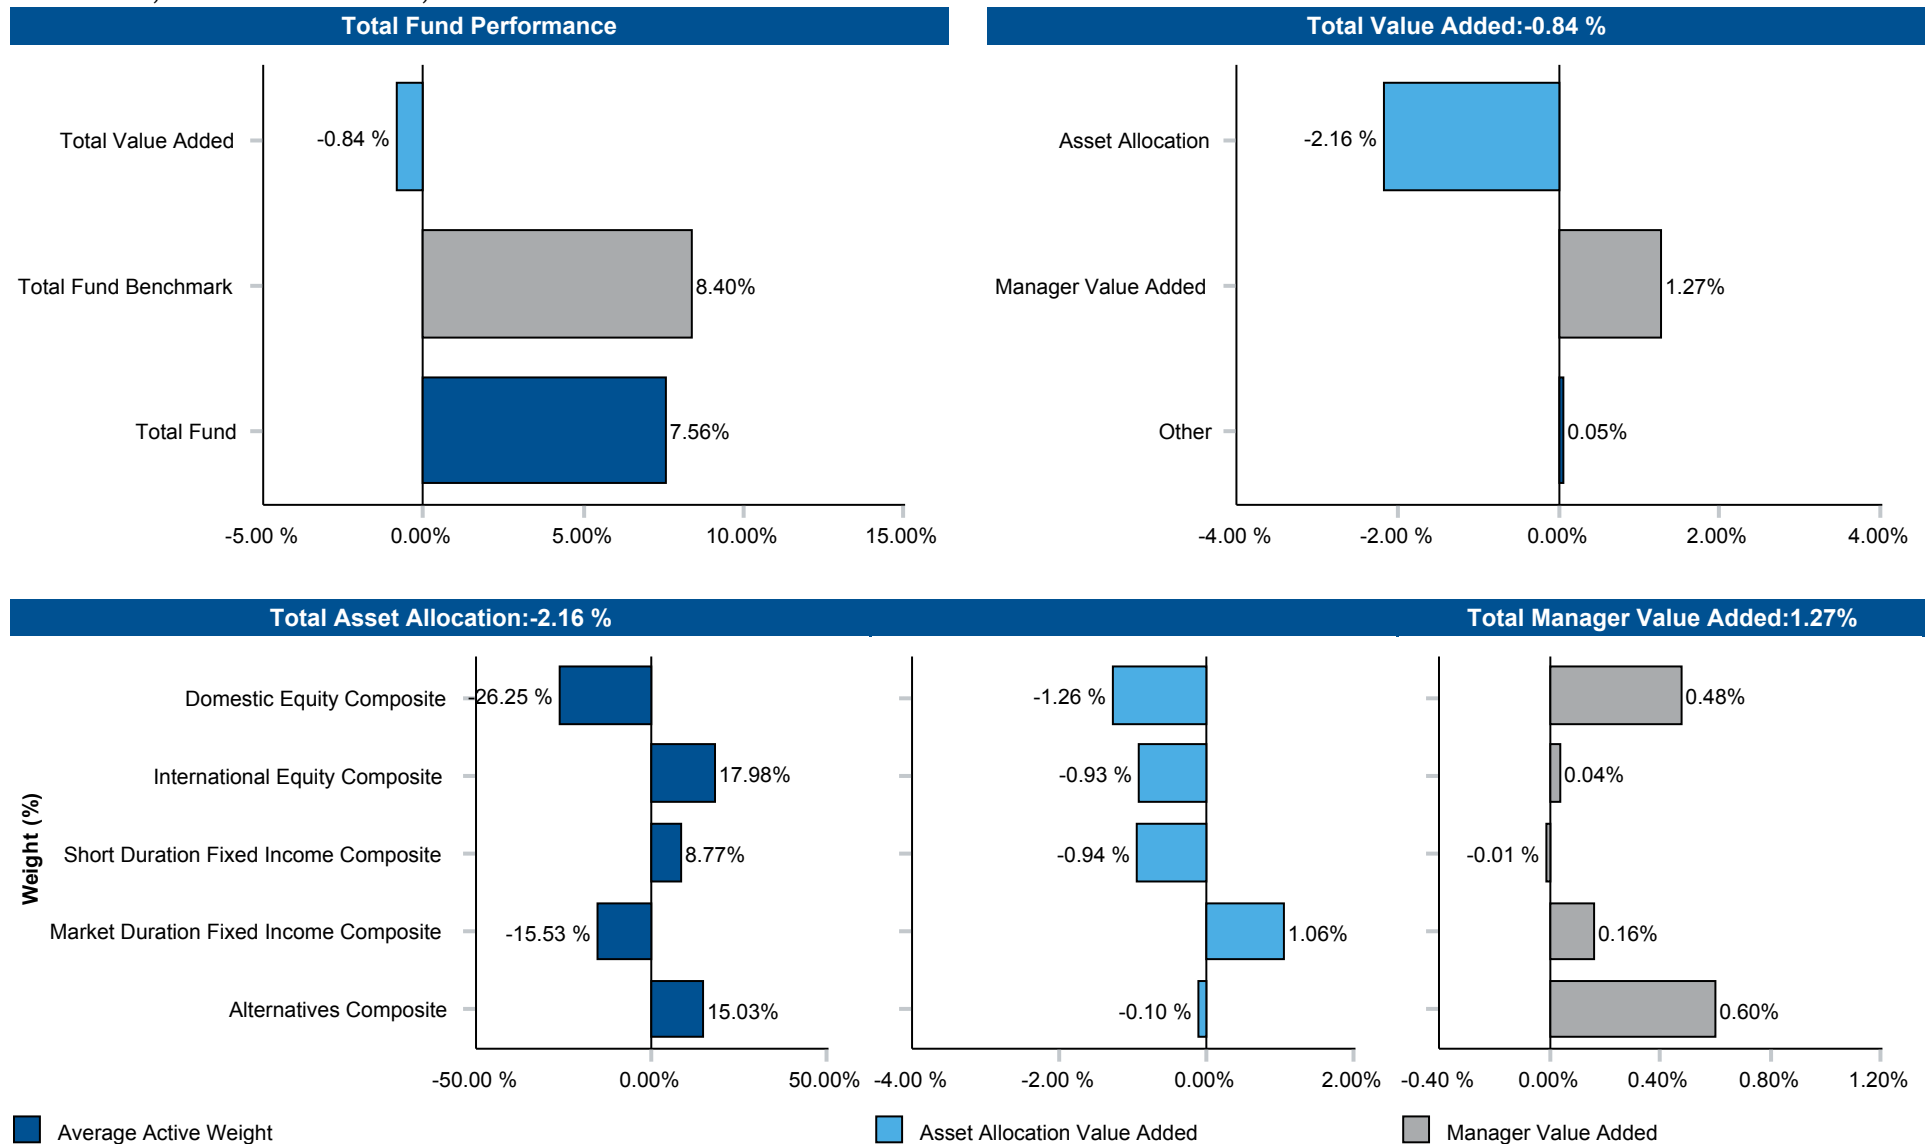 Total Fund Performance
Total Value Added:-0.84 %
Total Value Added
-0.84 %
Total Fund Benchmark
8.40%
Total Fund
7.56%
-5.00 % 0.00% 5.00% 10.00% 15.00%
Asset Allocation
-2.16 %
Manager Value Added
1.27%
Other
0.05%
-4.00 % -2.00 % 0.00% 2.00% 4.00%
Total Asset Allocation:-2.16 %
Total Manager Value Added:1.27%
Weight (%)
Domestic Equity Composite -26.25 % -1.26 % 0.48%
International Equity Composite 17.98% -0.93 % 0.04%
Short Duration Fixed Income Composite 8.77% -0.94 % -0.01 %
Market Duration Fixed Income Composite -15.53 % 1.06% 0.16%
Alternatives Composite 15.03% -0.10 % 0.60%
-50.00 % 0.00% 50.00% -4.00 % -2.00 % 0.00% 2.00% -0.40 % 0.00% 0.40% 0.80% 1.20%
Average Active Weight Asset Allocation Value Added Manager Value Added